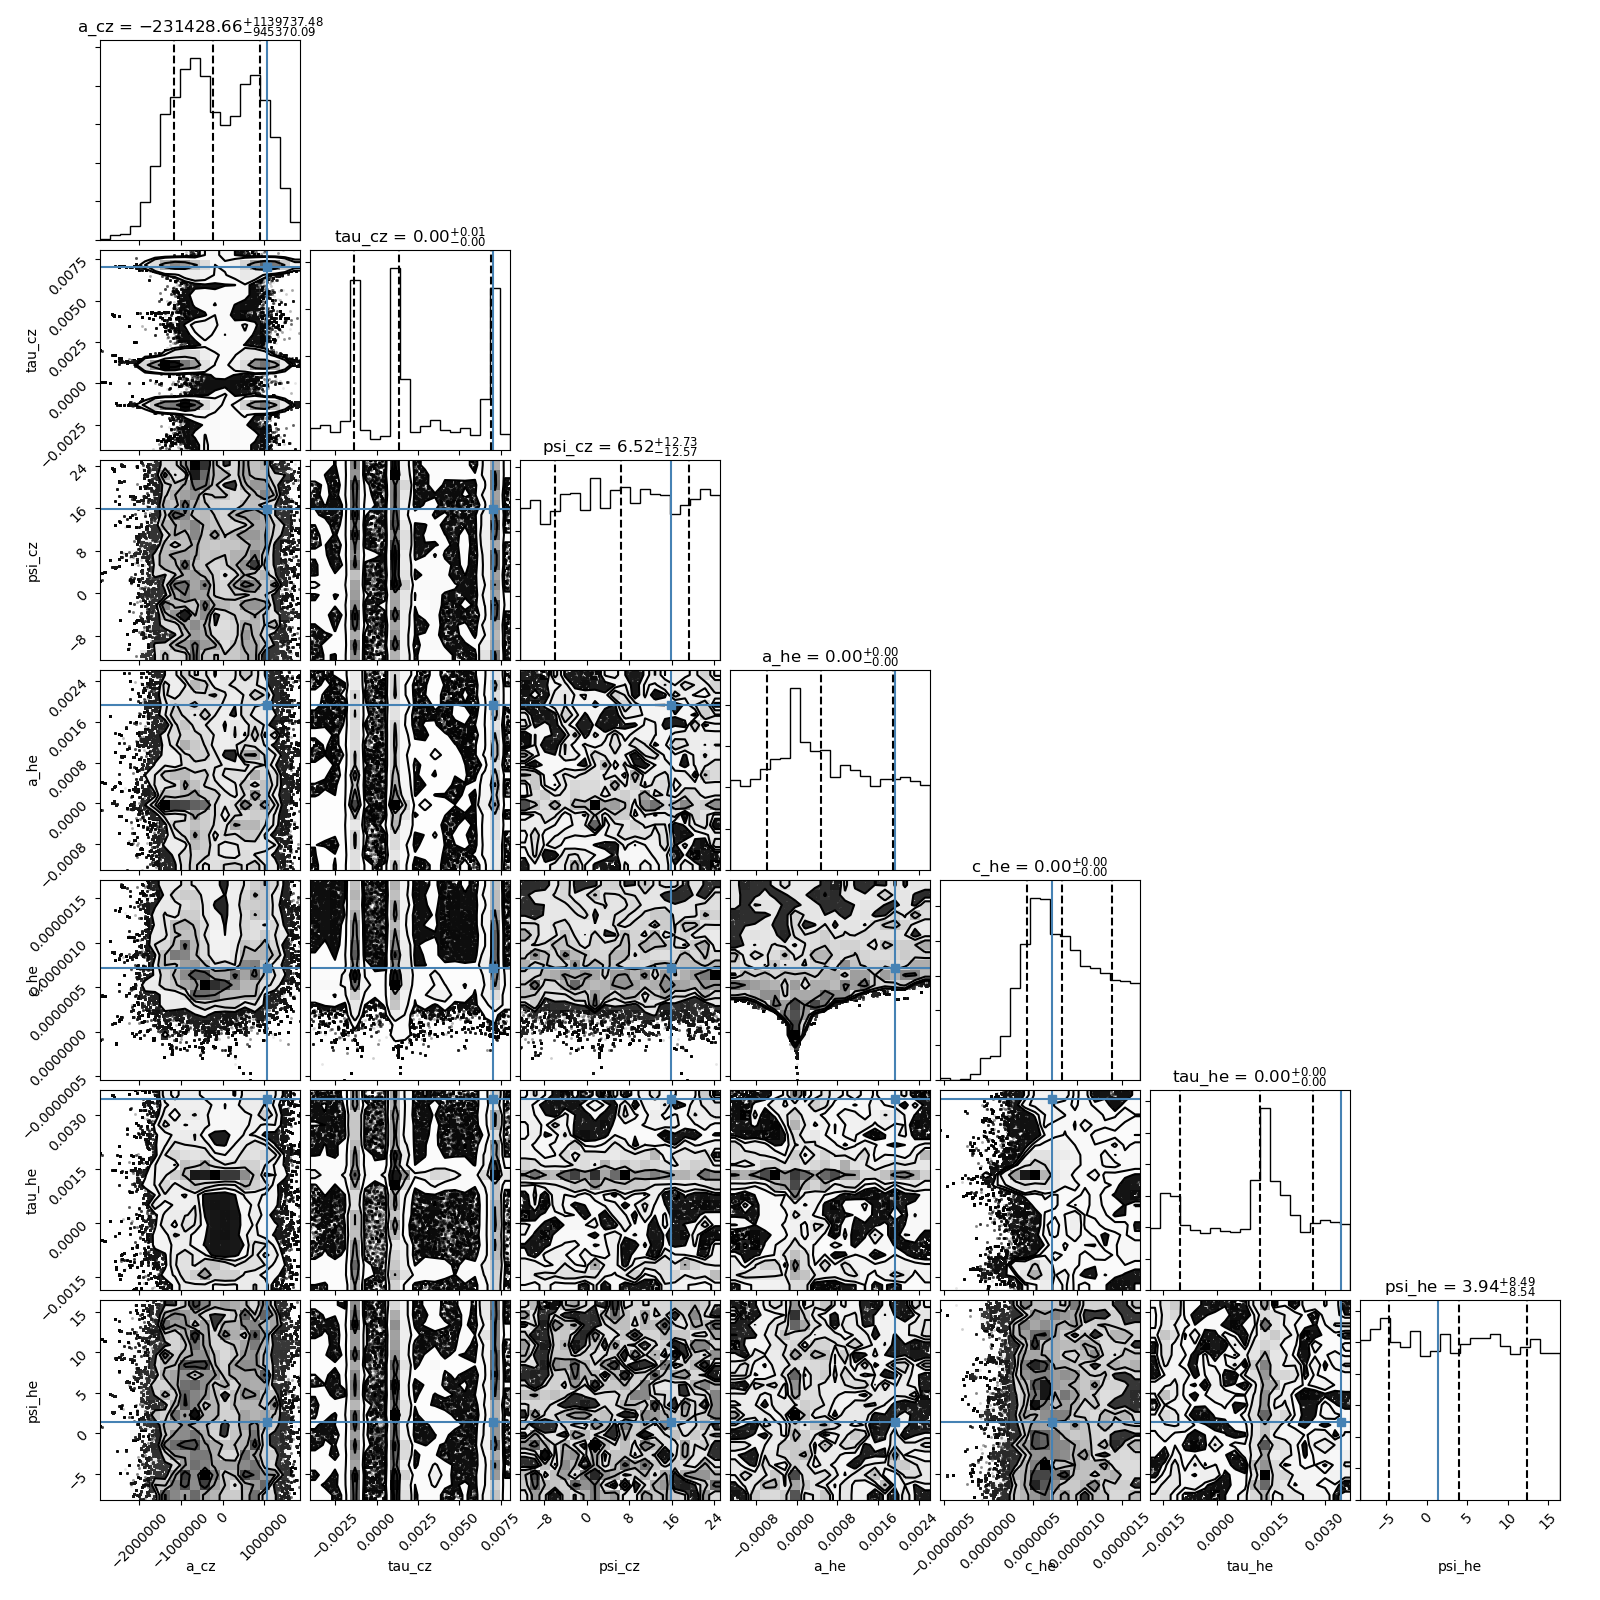 a_cz = −231428.66 +1139737.48 −945370.09
tau_cz = 0.00 +0.01 −0.00
0.0075
0.0050
0.0025
0.0000
−0.0025
tau_cz
psi_cz = 6.52 +12.73 −12.57
24
16
8
0
−8
psi_cz
a_he = 0.00 +0.00 −0.00
0.0024
0.0016
0.0008
0.0000
−0.0008
a_he
c_he = 0.00 +0.00 −0.00
0.0000015
0.0000010
0.0000005
0.0000000
−0.0000005
c_he
tau_he = 0.00 +0.00 −0.00
0.0030
0.0015
0.0000
−0.0015
tau_he
psi_he = 3.94 +8.49 −8.54
15
10
5
0
−5
psi_he
−2000000 −1000000 0 1000000
−0.0025 0.0000 0.0025 0.0050 0.0075
−8 0 8 16 24
−0.0008 0.0000 0.0008 0.0016 0.0024
−0.0000005 0.0000000 0.0000005 0.0000010 0.0000015
−0.0015 0.0000 0.0015 0.0030
−5 0 5 10 15
a_cz tau_cz psi_cz a_he c_he tau_he psi_he